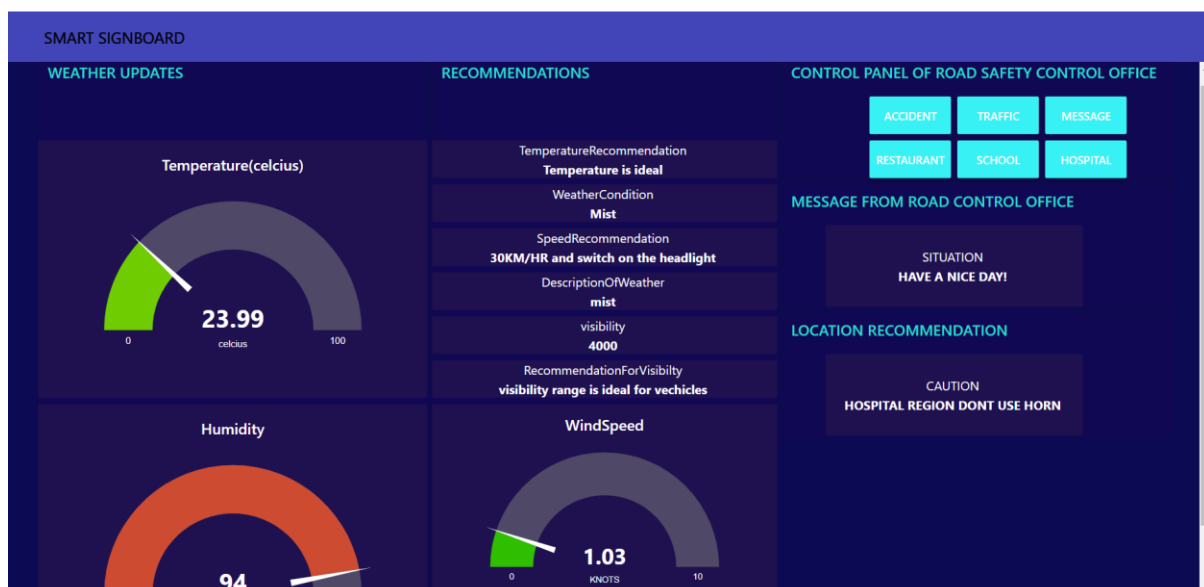 SMART SIGNBOARD
WEATHER UPDATES
Temperature(celcius)
23.99
celcius
0
100
Humidity
94
RECOMMENDATIONS
TemperatureRecommendation
Temperature is ideal
WeatherCondition
Mist
SpeedRecommendation
30KM/HR and switch on the headlight
DescriptionOfWeather
mist
visibility
4000
RecommendationForVisibilty
visibility range is ideal for vechicles
WindSpeed
1.03
KNOTS
0
10
CONTROL PANEL OF ROAD SAFETY CONTROL OFFICE
ACCIDENT TRAFFIC MESSAGE
RESTAURANT SCHOOL HOSPITAL
MESSAGE FROM ROAD CONTROL OFFICE
SITUATION
HAVE A NICE DAY!
LOCATION RECOMMENDATION
CAUTION
HOSPITAL REGION DONT USE HORN